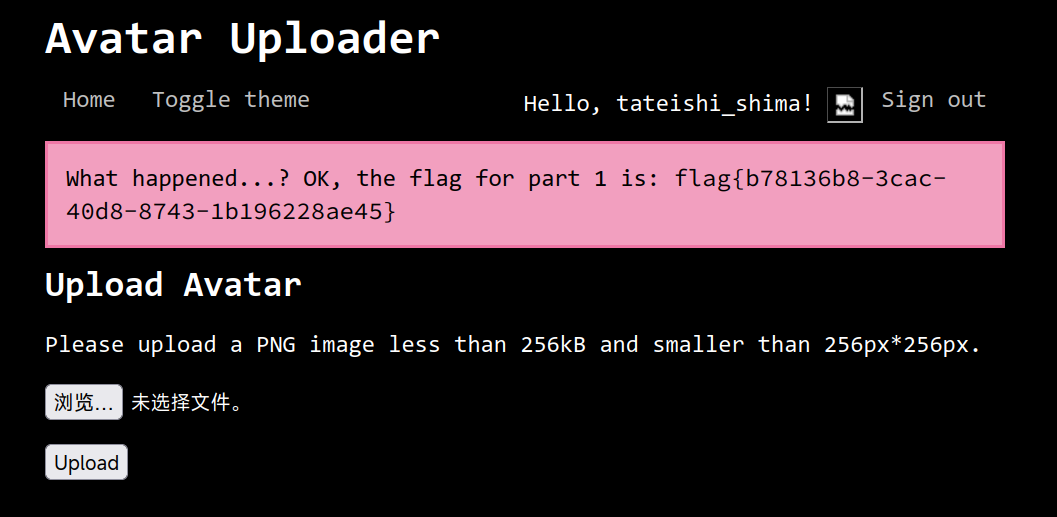 Avatar Uploader
Home Toggle theme Hello, tateishi_shima! Sign out
What happened...? OK, the flag for part 1 is: flag{b78136b8-3cac-
40d8-8743-1b196228ae45}
Upload Avatar
Please upload a PNG image less than 256kB and smaller than 256px*256px.
浏览… 未选择文件。
Upload